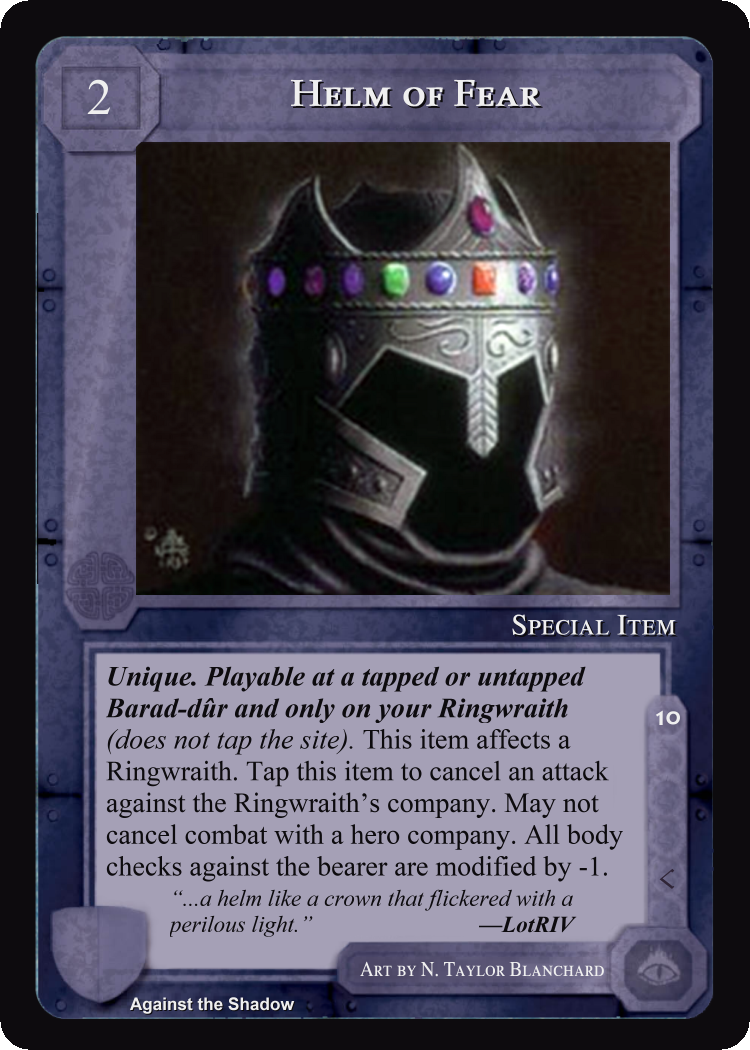 2
Helm of Fear
Special Item
Unique. Playable at a tapped or untapped
Barad-dûr and only on your Ringwraith
(does not tap the site). This item affects a
Ringwraith. Tap this item to cancel an attack
against the Ringwraith’s company. May not
cancel combat with a hero company. All body
checks against the bearer are modified by -1.
“...a helm like a crown that flickered with a
perilous light.” —LotRIV
10
<
Art by N. Taylor Blanchard
Against the Shadow